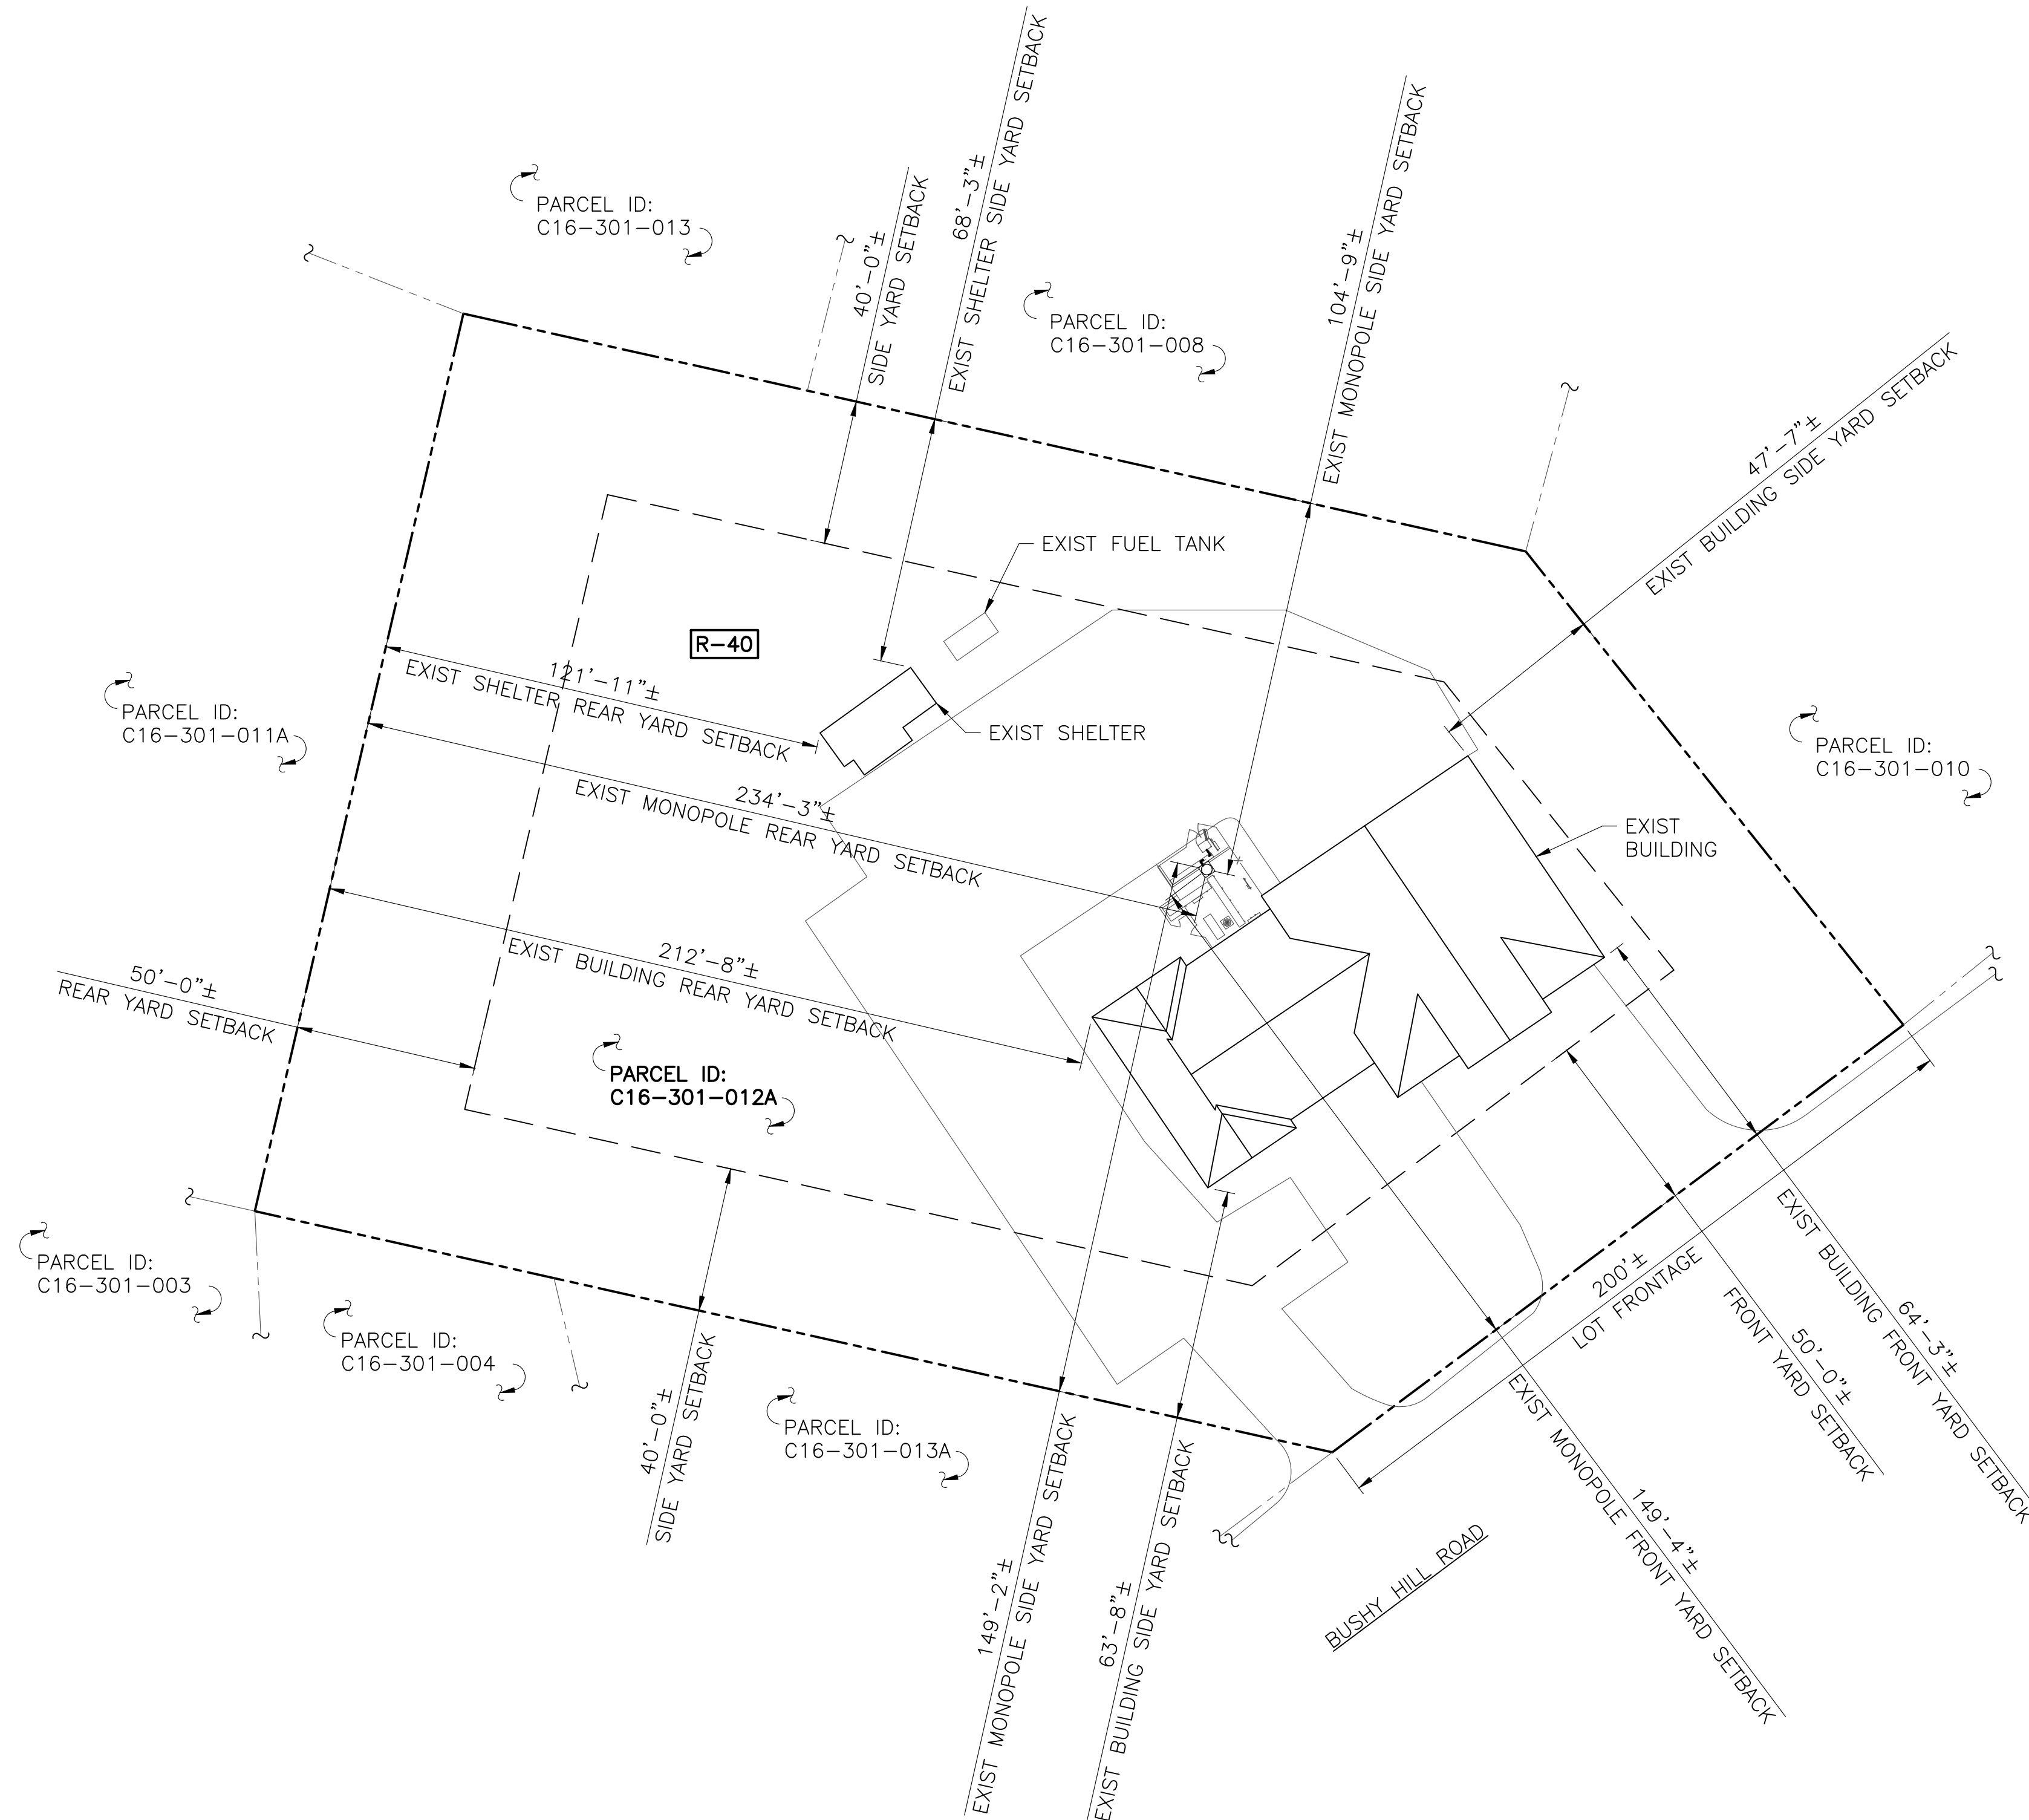 68'-3"±
EXIST SHELTER SIDE YARD SETBACK
40'-0"±
SIDE YARD SETBACK
104'-9"±
EXIST MONOPOLE SIDE YARD SETBACK
PARCEL ID:
C16-301-013
PARCEL ID:
C16-301-008
47'-7"±
EXIST BUILDING SIDE YARD SETBACK
EXIST FUEL TANK
R-40
121'-11"±
EXIST SHELTER REAR YARD SETBACK
PARCEL ID:
C16-301-011A
EXIST SHELTER
PARCEL ID:
C16-301-010
234'-3"±
EXIST MONOPOLE REAR YARD SETBACK
EXIST
BUILDING
212'-8"±
EXIST BUILDING REAR YARD SETBACK
50'-0"±
REAR YARD SETBACK
PARCEL ID:
C16-301-012A
PARCEL ID:
C16-301-003
PARCEL ID:
C16-301-004
40'-0"±
SIDE YARD SETBACK
PARCEL ID:
C16-301-013A
149'-2"±
EXIST MONOPOLE SIDE YARD SETBACK
63'-8"±
EXIST BUILDING SIDE YARD SETBACK
200'±
LOT FRONTAGE
64'-3"±
EXIST BUILDING FRONT YARD SETBACK
50'-0"±
FRONT YARD SETBACK
149'-4"±
EXIST MONOPOLE FRONT YARD SETBACK
BUSHY HILL ROAD